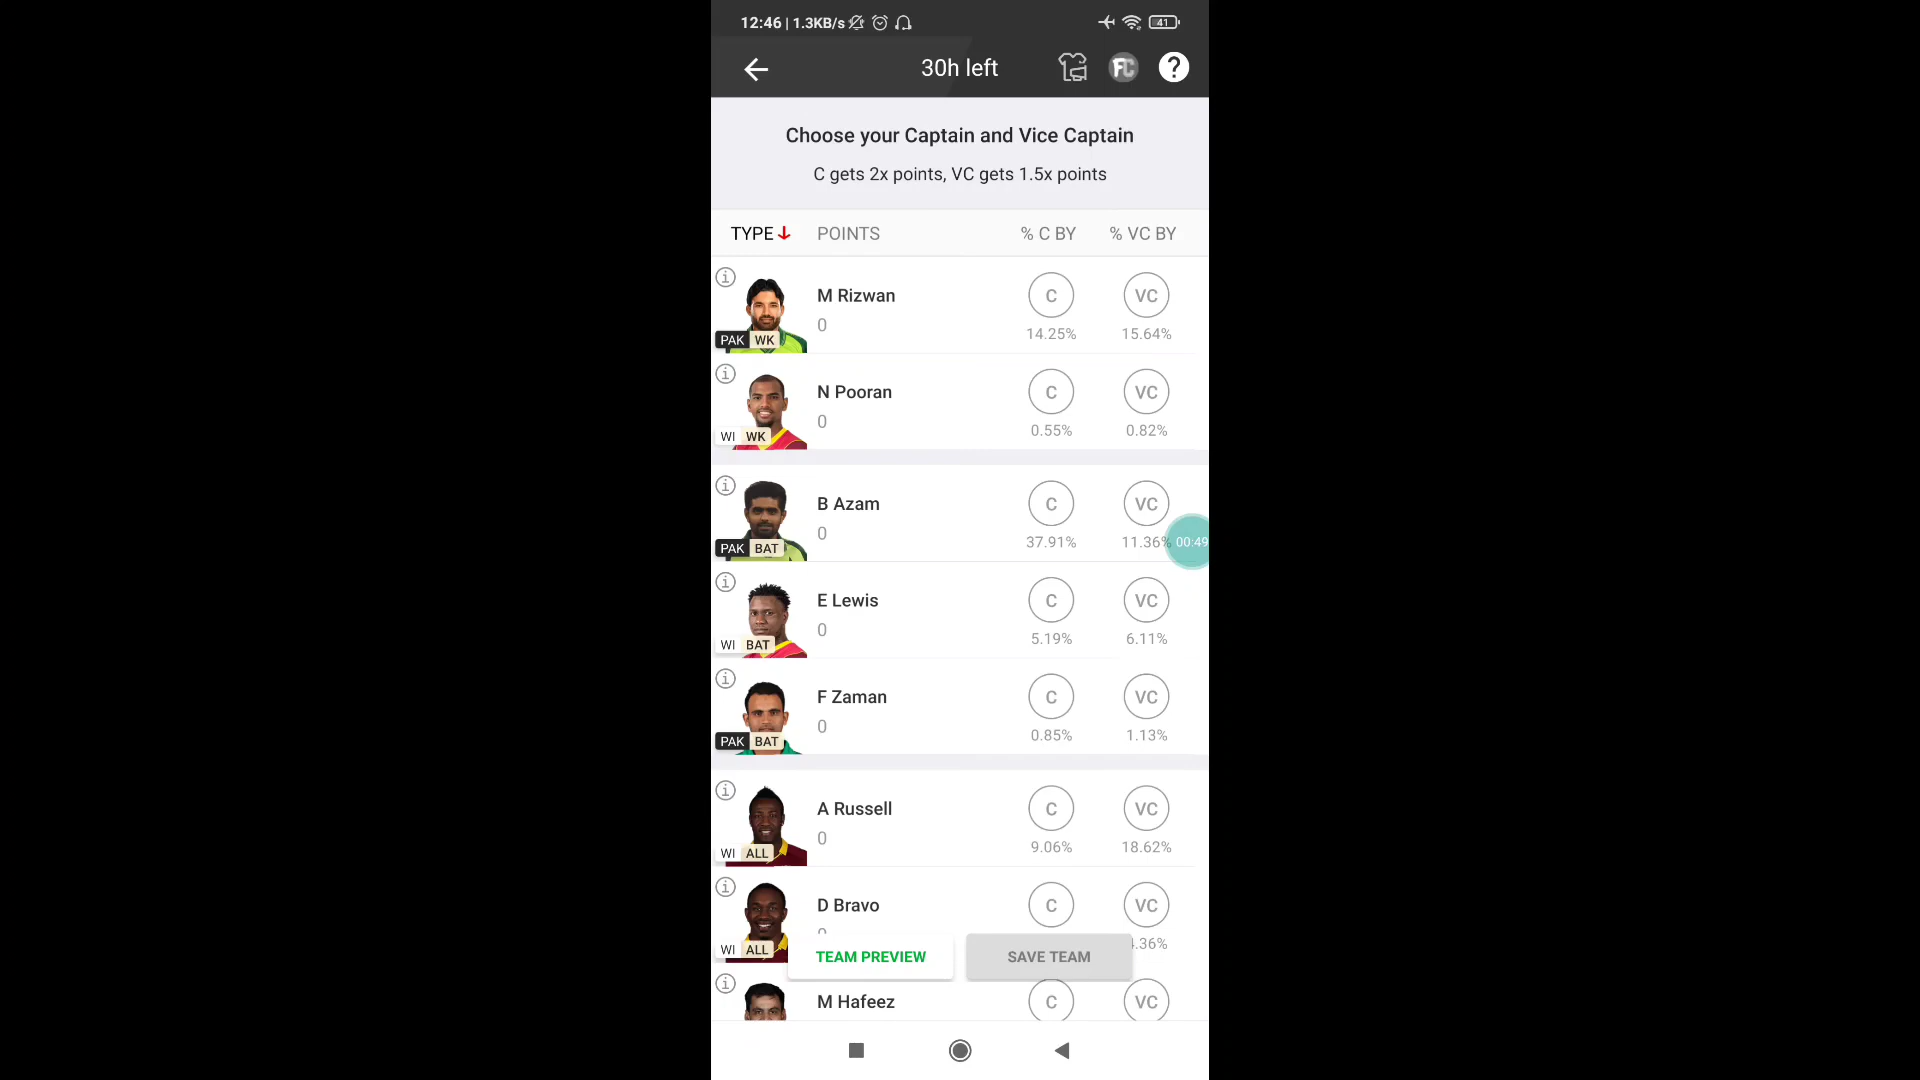 12:46 | 1.3KB/s
41
30h left
FC
?
Choose your Captain and Vice Captain
C gets 2x points, VC gets 1.5x points
TYPE POINTS % C BY % VC BY
M Rizwan C VC
0
14.25% 15.64%
PAK WK
N Pooran C VC
0
0.55% 0.82%
WI WK
B Azam C VC
0
37.91% 11.36%
00:49
PAK BAT
E Lewis C VC
0
5.19% 6.11%
WI BAT
F Zaman C VC
0
0.85% 1.13%
PAK BAT
A Russell C VC
0
9.06% 18.62%
WI ALL
D Bravo C VC
WI ALL
TEAM PREVIEW SAVE TEAM
M Hafeez C VC